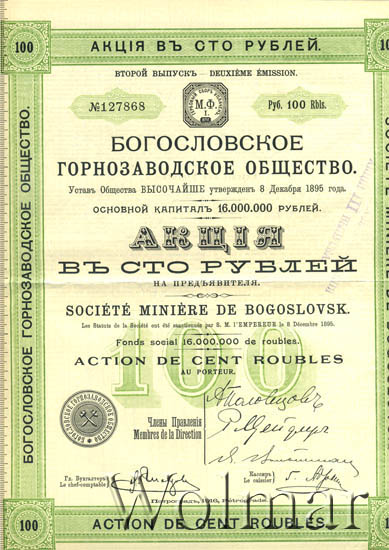 100 АКЦІЯ ВЪ СТО РУБЛЕЙ. 100
ВТОРОЙ ВЫПУСКЪ – DEUXIÈME ÉMISSION.
№127868
М.Ф.
I.
Руб. 100 Rbls.
БОГОСЛОВСКОЕ
ГОРНОЗАВОДСКОЕ ОБЩЕСТВО.
Уставъ Общества ВЫСОЧАЙШЕ утвержденъ 8 Декабря 1895 года.
ОСНОВНОЙ КАПИТАЛЪ 16.000.000 РУБЛЕЙ.
АКЦІЯ
ВЪ СТО РУБЛЕЙ
НА ПРЕДЪЯВИТЕЛЯ.
SOCIÉTÉ MINIÈRE DE BOGOSLOVSK.
Les Statuts de la Société ont été sanctionnés par S. M. l'EMPEREUR le 8 Décembre 1895.
Fonds social 16.000.000 de roubles.
100
ACTION DE CENT ROUBLES
AU PORTEUR.
Члены Правленія
Membres de la Direction
Гл. Бухгалтеръ
Le chef-comptable
Кассиръ
Le caissier
Петроградъ, 1916, Pétrograde.
100 ACTION DE CENT ROUBLES. 100
БОГОСЛОВСКОЕ ГОРНОЗАВОДСКОЕ ОБЩЕСТВО.
Wolmar